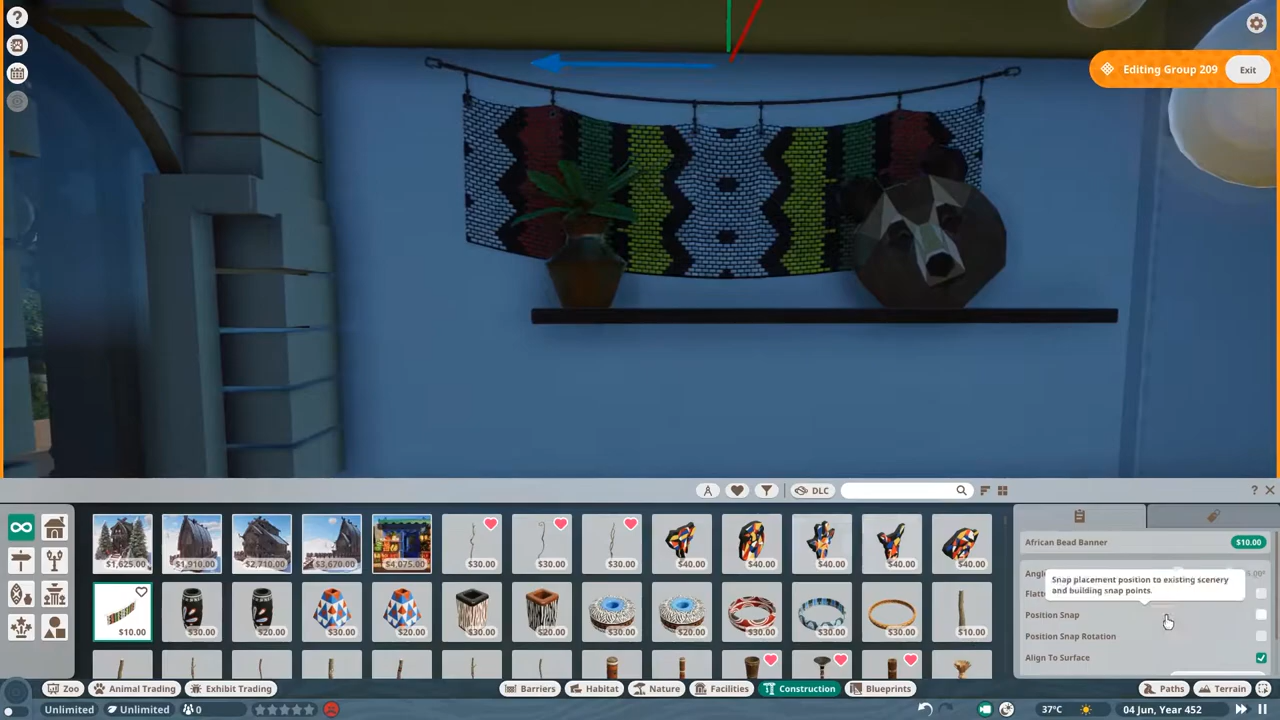 ?
Editing Group 209
Exit
DLC
? ×
$1,625.00
$1,910.00
$2,710.00
$3,670.00
$4,075.00
$30.00
$30.00
$30.00
$40.00
$40.00
$40.00
$40.00
$40.00
African Bead Banner
$10.00
Snap placement position to existing scenery
and building snap points.
Position Snap
Position Snap Rotation
Align To Surface
$10.00
$30.00
$20.00
$30.00
$20.00
$30.00
$20.00
$30.00
$20.00
$30.00
$30.00
$30.00
$10.00
Zoo
Animal Trading
Exhibit Trading
Barriers
Habitat
Nature
Facilities
Construction
Blueprints
Paths
Terrain
Unlimited
Unlimited
0
37°C
04 Jun, Year 452